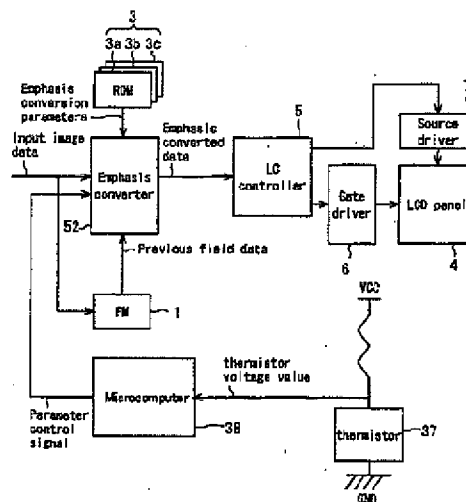 3
3a 3b 3c
ROM
Emphasis
conversion
parameters
Input image
data
Emphasis
converter
52
Emphasis
converted
data
5
LC
controller
Source
driver
Gate
driver
6
LCD panel
4
Previous field data
FM
1
VCC
thermistor
voltage value
Microcomputer
38
Parameter
control
signal
thermistor
37
GND